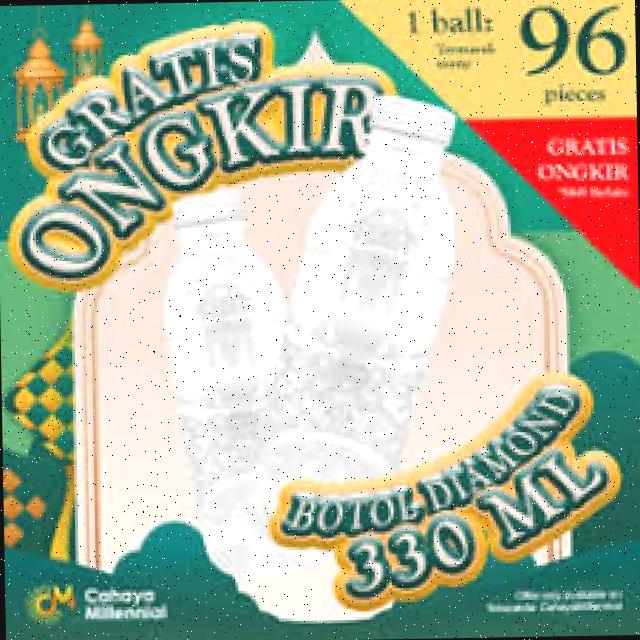 1 ball:
96
pieces
GRATIS
ONGKIR
GRATIS
ONGKIR
BOTOL DIAMOND
330 ML
Cahaya
Millennial